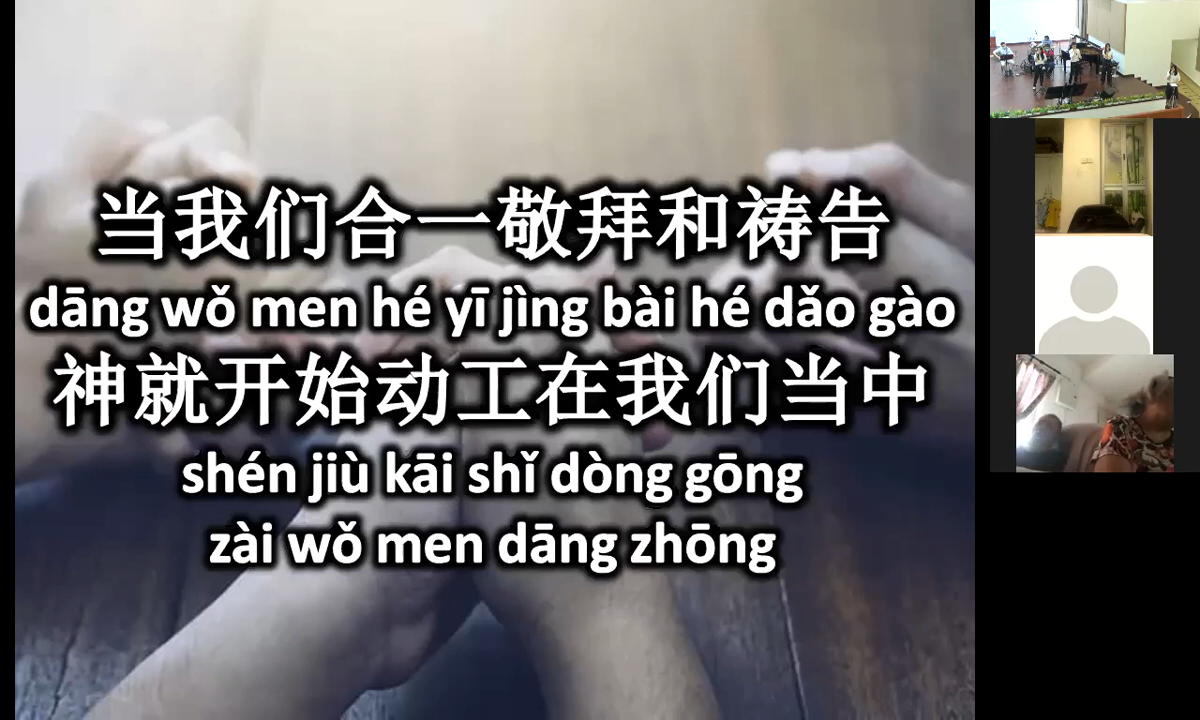 当我们合一敬拜和祷告
dāng wǒ men hé yī jìng bài hé dǎo gào
神就开始动工在我们当中
shén jiù kāi shǐ dòng gōng
zài wǒ men dāng zhōng